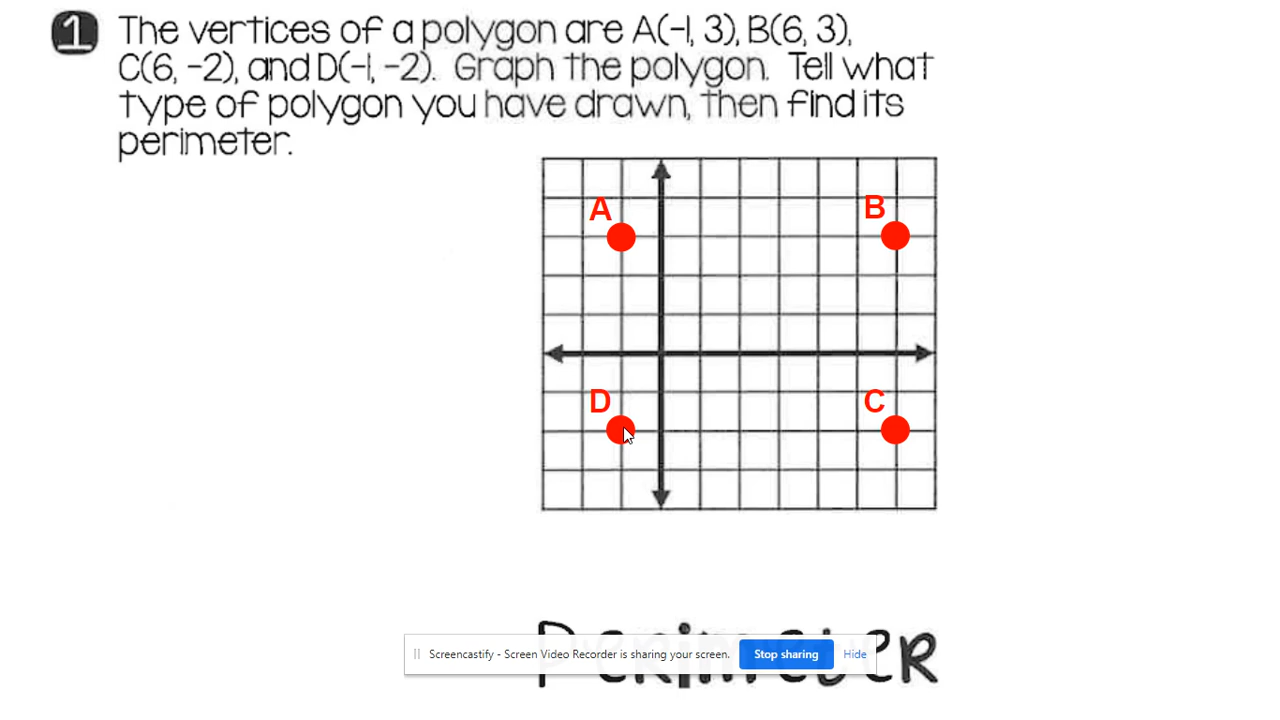 1 The vertices of a polygon are A(-1, 3), B(6, 3),
C(6, -2), and D(-1, -2). Graph the polygon. Tell what
type of polygon you have drawn, then find its
perimeter.
A B
D C
PERIMETER
Screencastify - Screen Video Recorder is sharing your screen. Stop sharing Hide